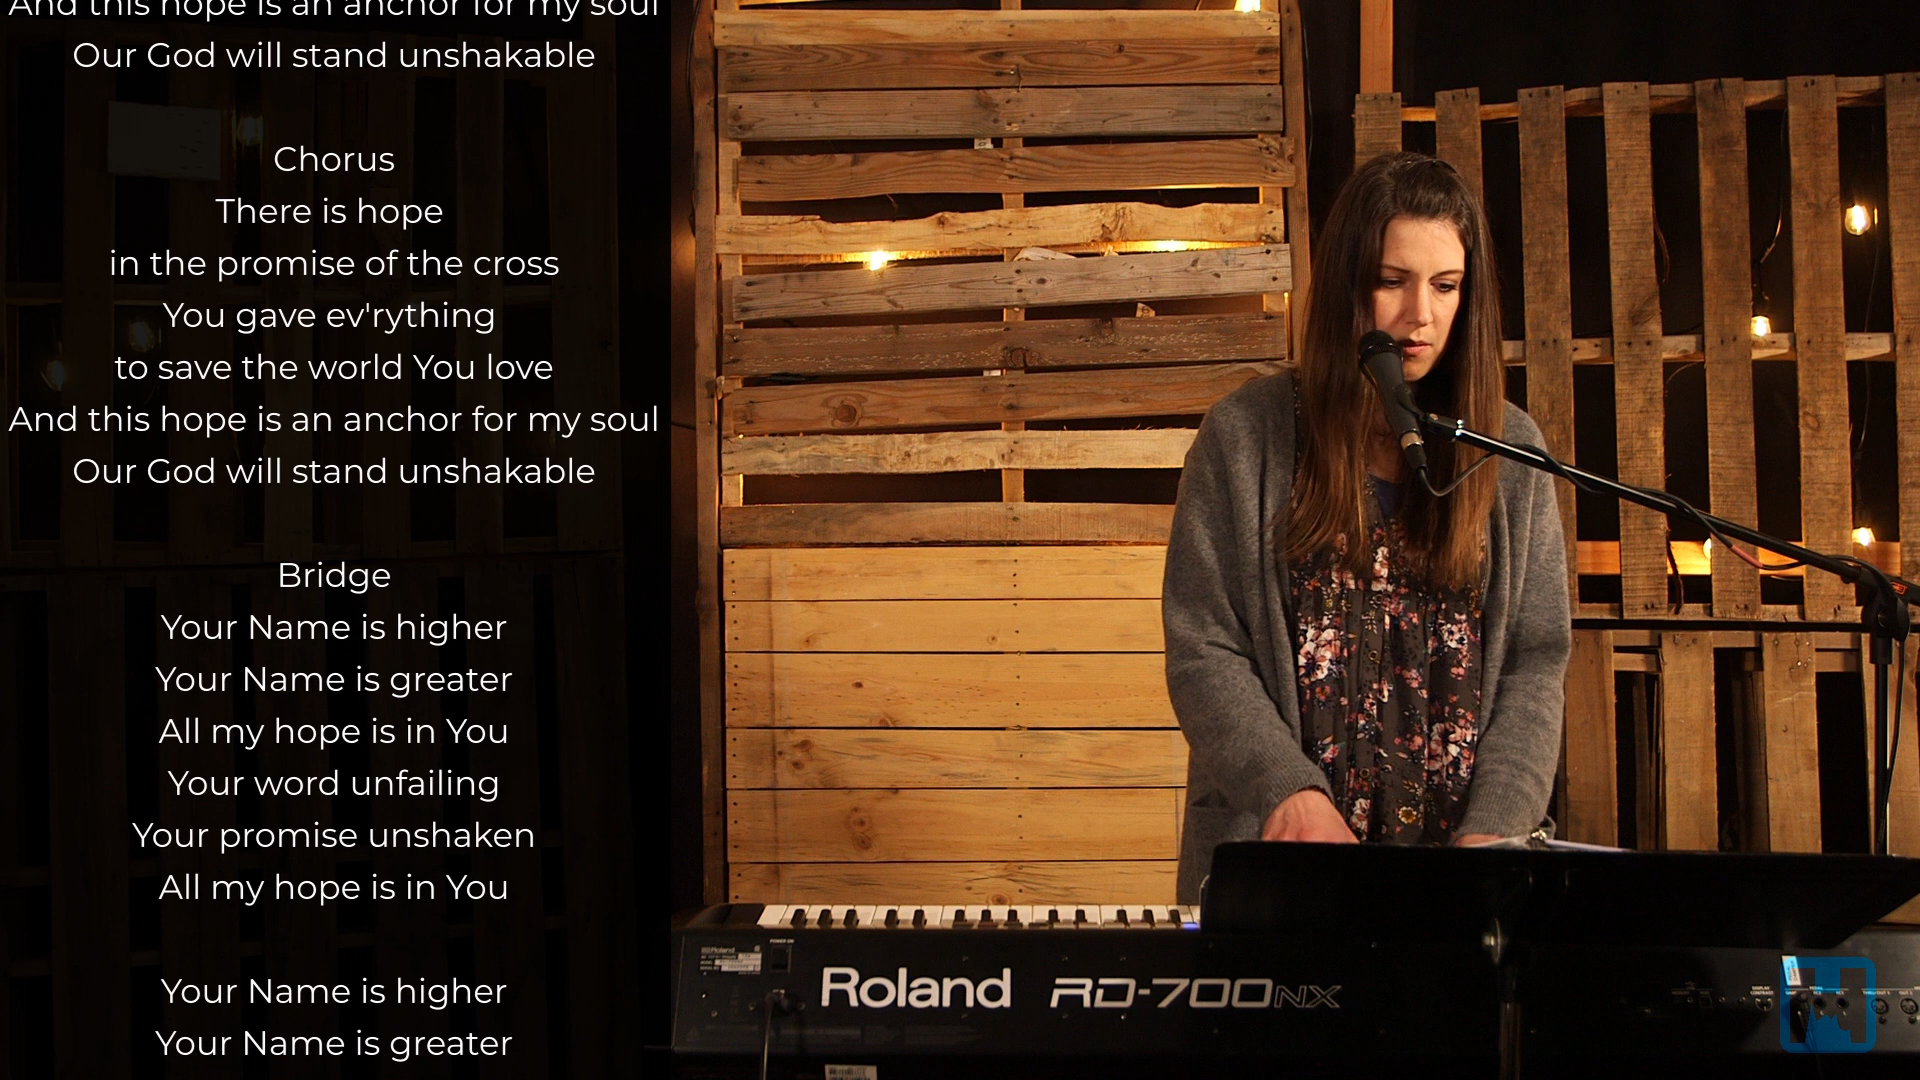 And this hope is an anchor for my soul
Our God will stand unshakable
Chorus
There is hope
in the promise of the cross
You gave ev'rything
to save the world You love
And this hope is an anchor for my soul
Our God will stand unshakable
Bridge
Your Name is higher
Your Name is greater
All my hope is in You
Your word unfailing
Your promise unshaken
All my hope is in You
Your Name is higher
Your Name is greater
POWER ON
Roland
Roland RD-700NX